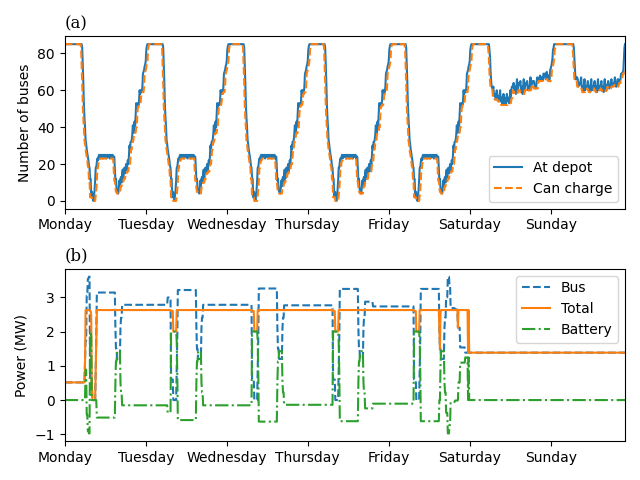 (a)
Number of buses
80
60
40
20
0
At depot
Can charge
Monday Tuesday Wednesday Thursday Friday Saturday Sunday
(b)
Power (MW)
3
2
1
0
−1
Bus
Total
Battery
Monday Tuesday Wednesday Thursday Friday Saturday Sunday